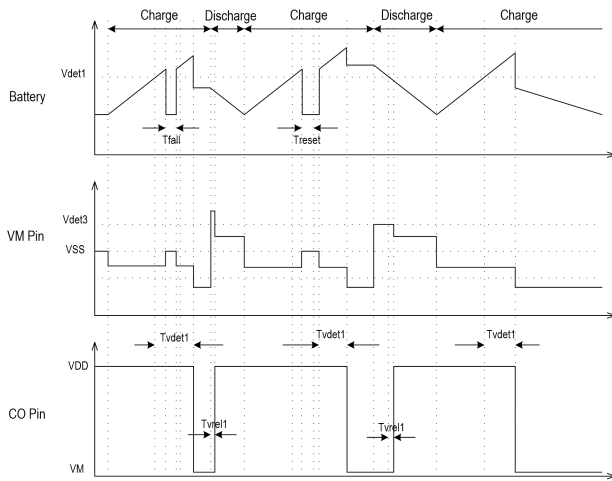 Charge Discharge Charge Discharge Charge
Vdet1
Battery
Tfall Treset
Vdet3
VM Pin
VSS
Tvdet1 Tvdet1 Tvdet1
VDD
CO Pin
Tvrel1 Tvrel1
VM